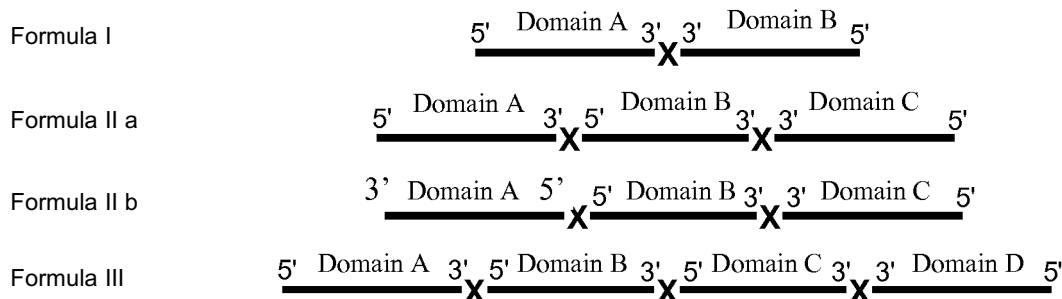 Formula I 5' Domain A 3' X 3' Domain B 5'
Formula II a 5' Domain A 3' X 5' Domain B 3' X 3' Domain C 5'
Formula II b 3’ Domain A 5’ X 5' Domain B 3' X 3' Domain C 5'
Formula III 5' Domain A 3' X 5' Domain B 3' X 5' Domain C 3' X 3' Domain D 5'